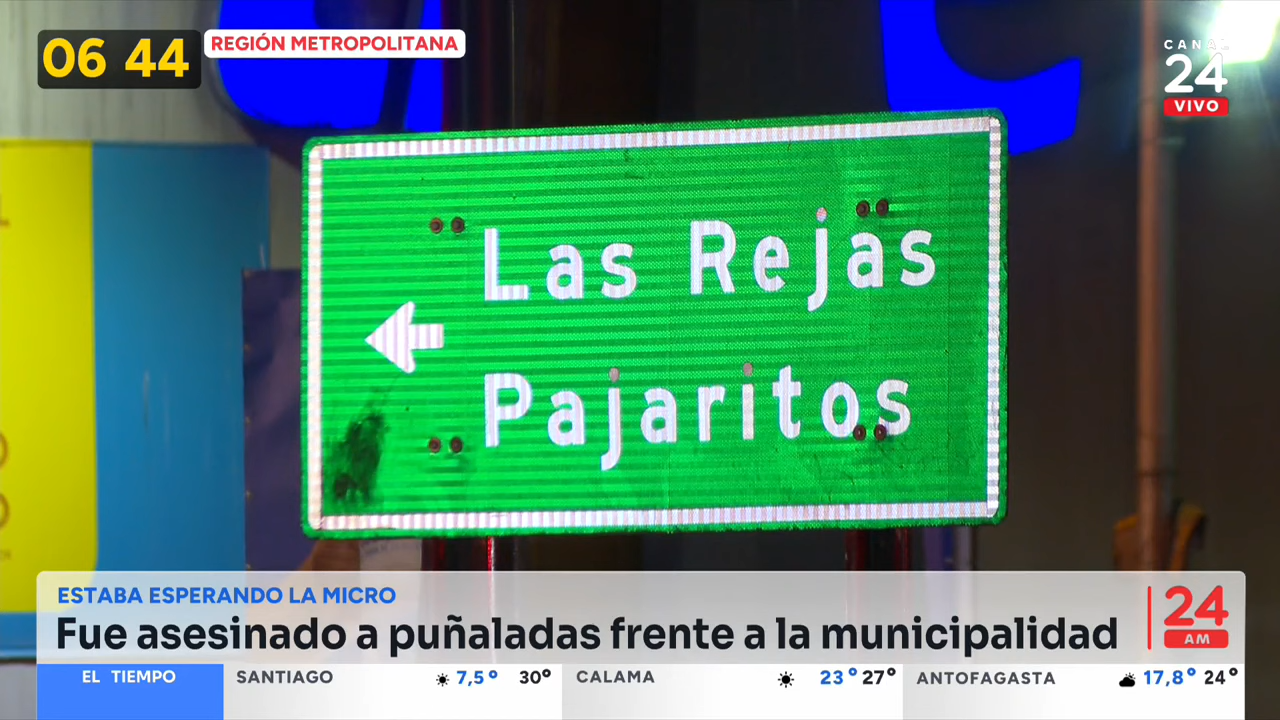 06 44
REGIÓN METROPOLITANA
CANAL
24
VIVO
Las Rejas
Pajaritos
ESTABA ESPERANDO LA MICRO
Fue asesinado a puñaladas frente a la municipalidad
24
AM
EL TIEMPO
SANTIAGO 7,5° 30°
CALAMA 23° 27°
ANTOFAGASTA 17,8° 24°